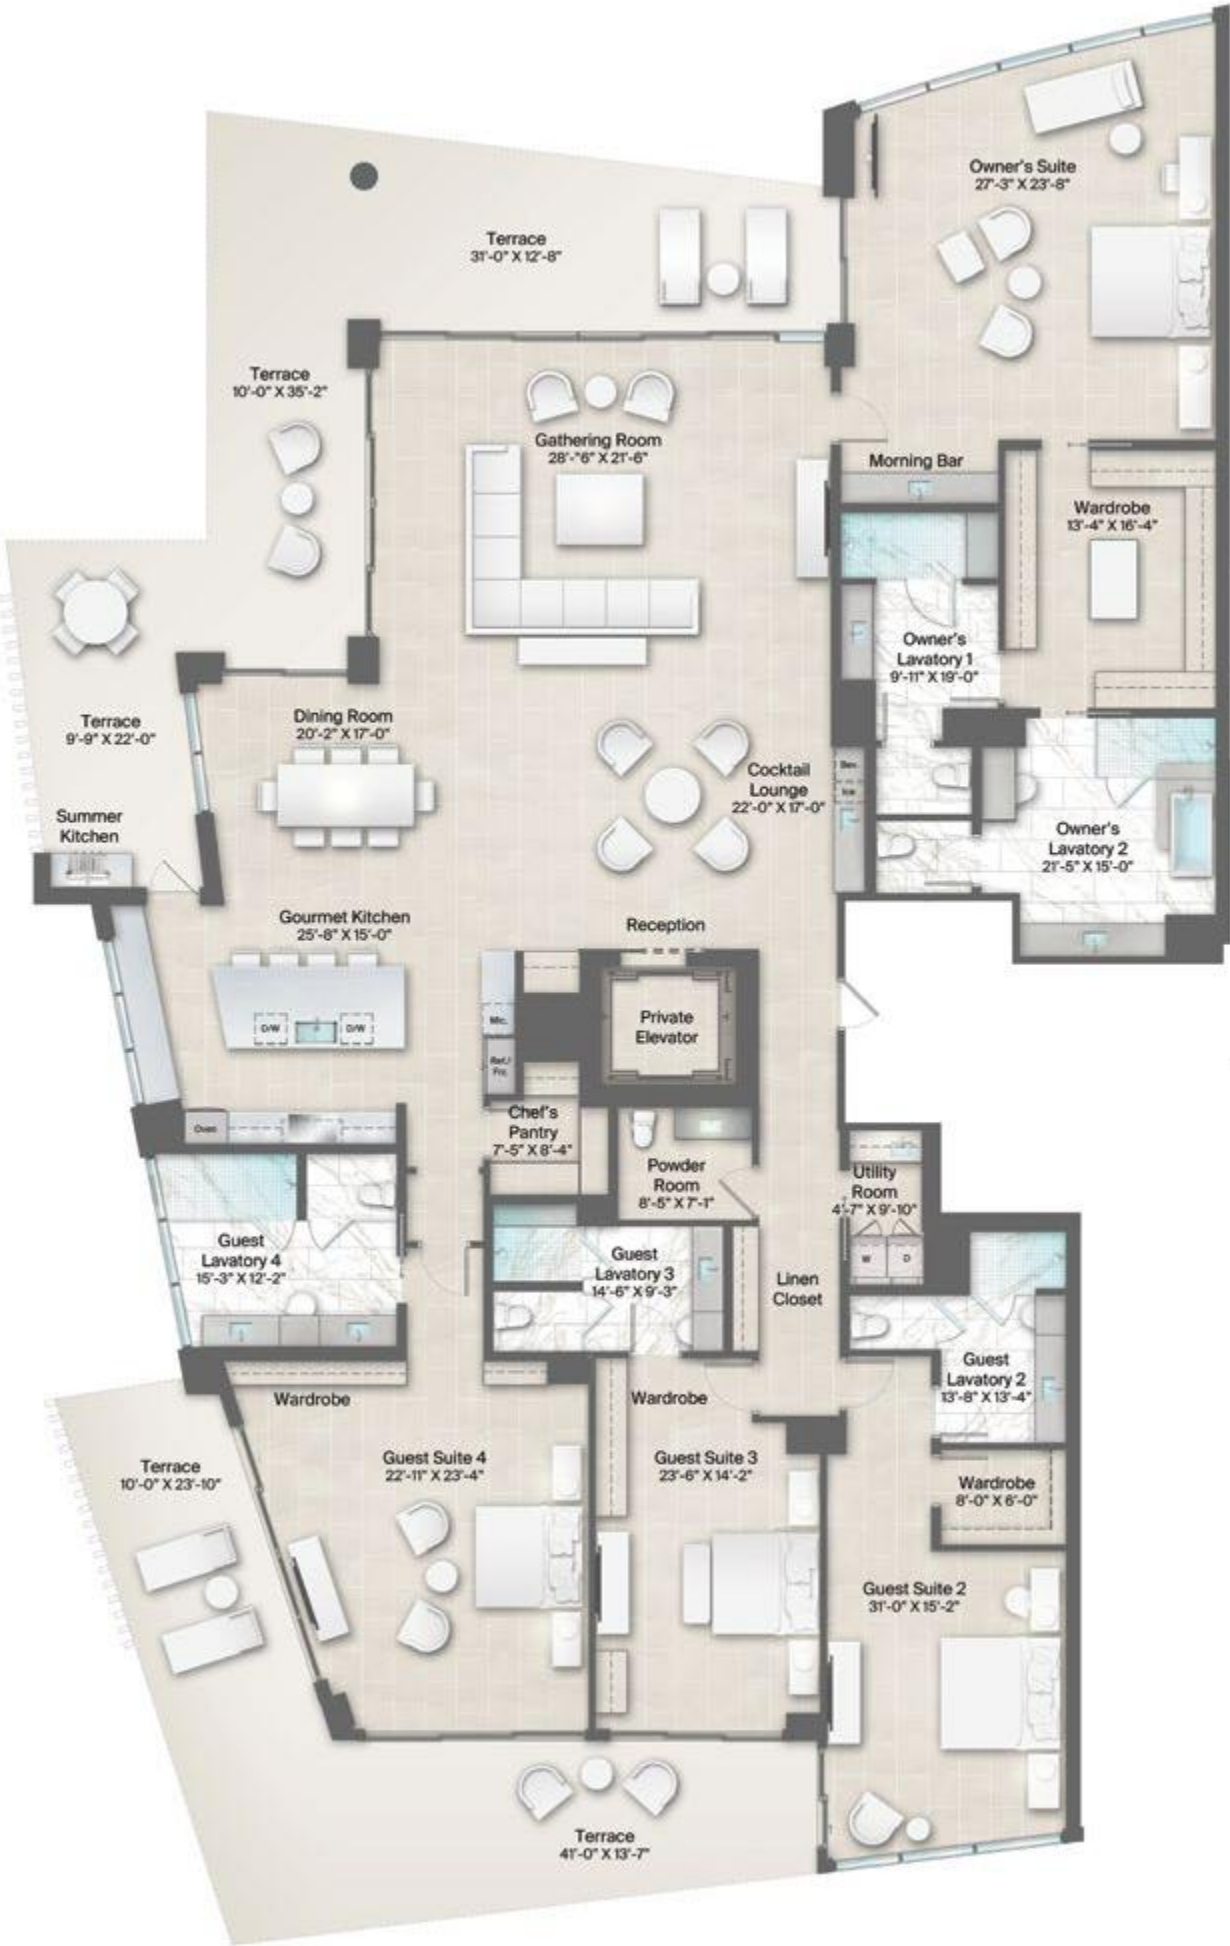 Owner's Suite
27'-3" X 23'-8"
Terrace
31'-0" X 12'-8"
Terrace
10'-0" X 35'-2"
Gathering Room
28'-"6" X 21'-6"
Morning Bar
Wardrobe
13'-4" X 16'-4"
Owner's
Lavatory 1
9'-11" X 19'-0"
Terrace
9'-9" X 22'-0"
Dining Room
20'-2" X 17'-0"
Cocktail
Lounge
22'-0" X 17'-0"
Bev.
Ice
Summer
Kitchen
Owner's
Lavatory 2
21'-5" X 15'-0"
Gourmet Kitchen
25'-8" X 15'-0"
Reception
D/W
D/W
Mic.
Ref./
Frz.
Private
Elevator
Oven
Chef's
Pantry
7'-5" X 8'-4"
Powder
Room
8'-5" X 7'-1"
Utility
Room
4'-7" X 9'-10"
W
D
Guest
Lavatory 4
15'-3" X 12'-2"
Guest
Lavatory 3
14'-6" X 9'-3"
Linen
Closet
Guest
Lavatory 2
13'-8" X 13'-4"
Wardrobe
Wardrobe
Terrace
10'-0" X 23'-10"
Guest Suite 4
22'-11" X 23'-4"
Guest Suite 3
23'-6" X 14'-2"
Wardrobe
8'-0" X 6'-0"
Guest Suite 2
31'-0" X 15'-2"
Terrace
41'-0" X 13'-7"